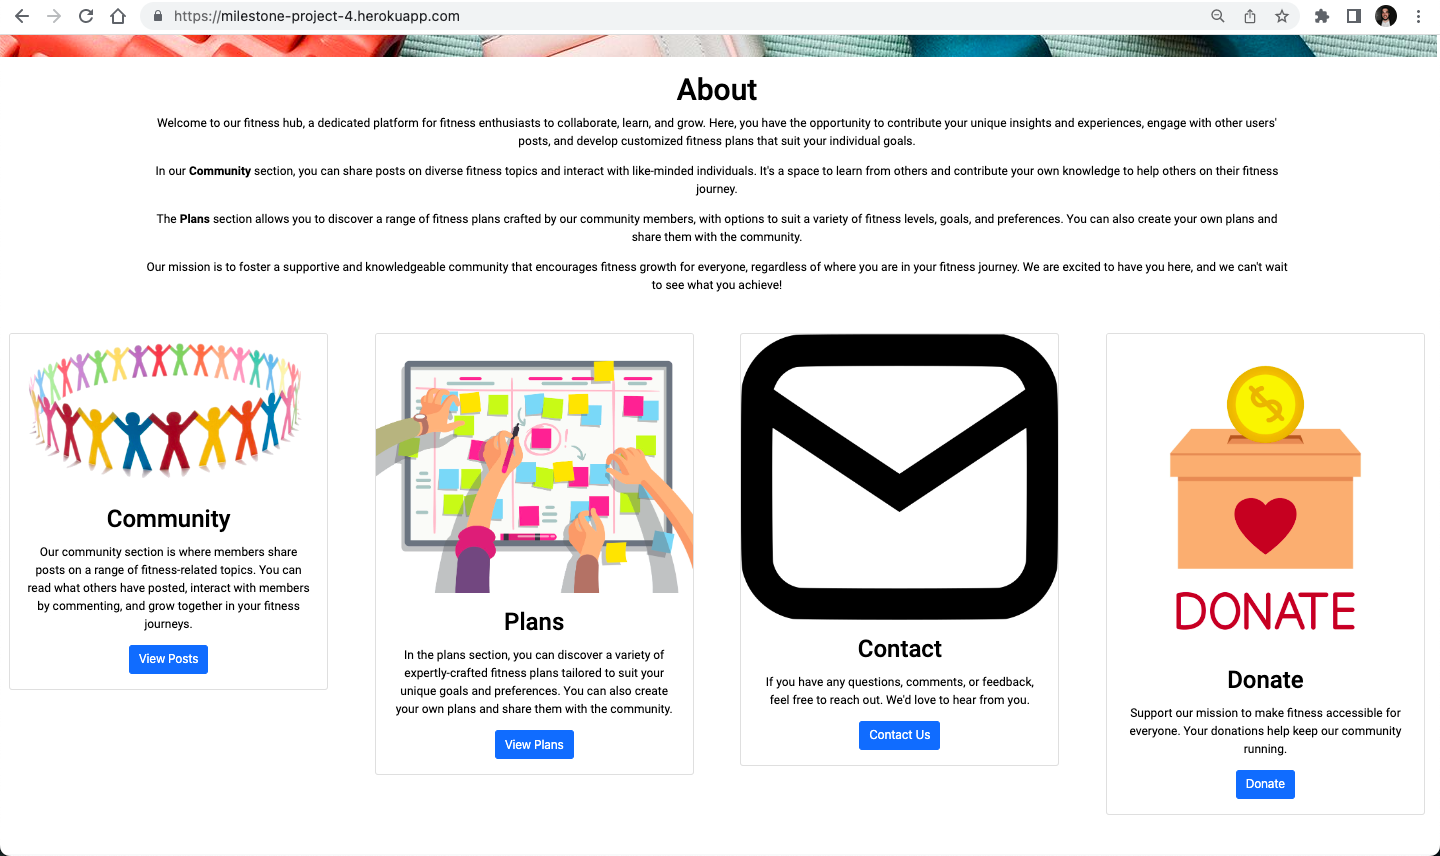 https://milestone-project-4.herokuapp.com
About
Welcome to our fitness hub, a dedicated platform for fitness enthusiasts to collaborate, learn, and grow. Here, you have the opportunity to contribute your unique insights and experiences, engage with other users'
posts, and develop customized fitness plans that suit your individual goals.
In our Community section, you can share posts on diverse fitness topics and interact with like-minded individuals. It's a space to learn from others and contribute your own knowledge to help others on their fitness
journey.
The Plans section allows you to discover a range of fitness plans crafted by our community members, with options to suit a variety of fitness levels, goals, and preferences. You can also create your own plans and
share them with the community.
Our mission is to foster a supportive and knowledgeable community that encourages fitness growth for everyone, regardless of where you are in your fitness journey. We are excited to have you here, and we can't wait
to see what you achieve!
Community
Our community section is where members share
posts on a range of fitness-related topics. You can
read what others have posted, interact with members
by commenting, and grow together in your fitness
journeys.
View Posts
Plans
In the plans section, you can discover a variety of
expertly-crafted fitness plans tailored to suit your
unique goals and preferences. You can also create
your own plans and share them with the community.
View Plans
Contact
If you have any questions, comments, or feedback,
feel free to reach out. We'd love to hear from you.
Contact Us
$
DONATE
Donate
Support our mission to make fitness accessible for
everyone. Your donations help keep our community
running.
Donate